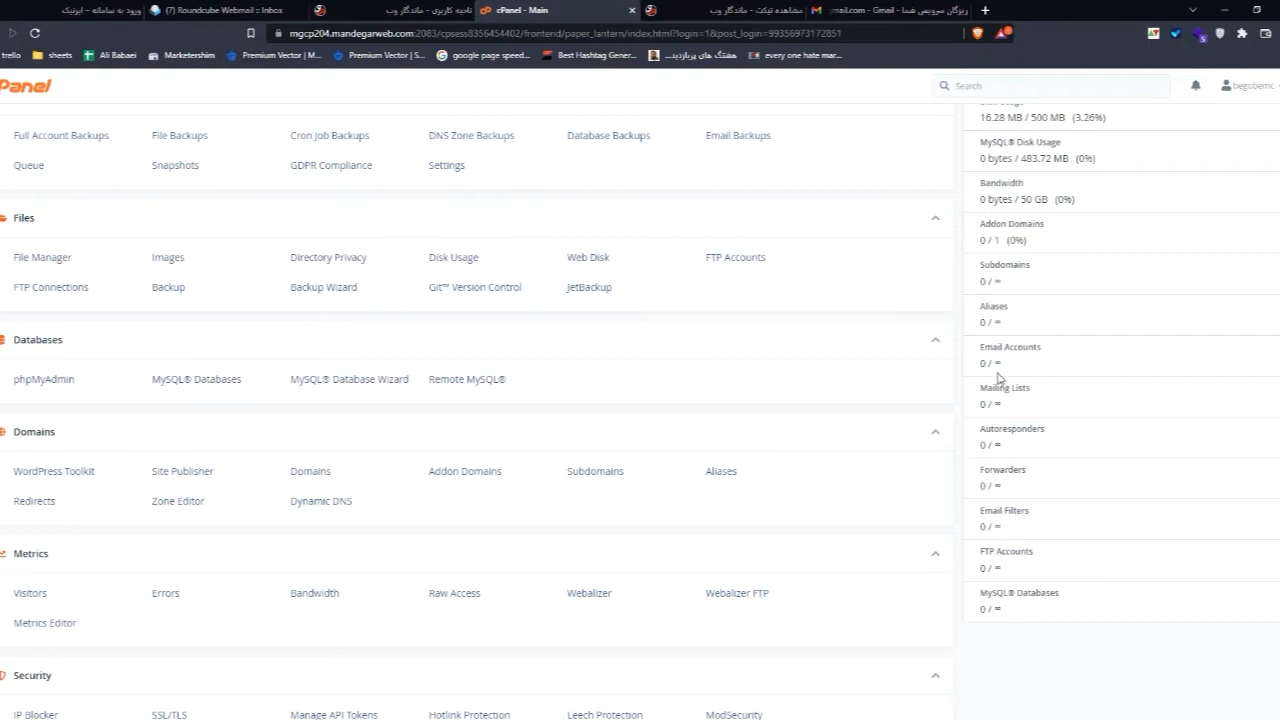 ورود به سامانه – ایرنیک
(7) Roundcube Webmail :: Inbox
ناحیه کاربری - ماندگار وب
cPanel - Main
مشاهده تیکت - ماندگار وب
ریزگان سرویس شما - Gmail
mgcp204.mandegarweb.com:2083/cpsess8356454402/frontend/paper_lantern/index.html?login=1&post_login=99356973172851
trello
sheets
Ali Babaei
Marketershim
Premium Vector | M...
Premium Vector | S...
google page speed...
Best Hashtag Genera...
هشتگ های پربازدید...
every one hate mar...
Panel
Search
begobemc
Full Account Backups
File Backups
Cron Job Backups
DNS Zone Backups
Database Backups
Email Backups
Queue
Snapshots
GDPR Compliance
Settings
Files
File Manager
Images
Directory Privacy
Disk Usage
Web Disk
FTP Accounts
FTP Connections
Backup
Backup Wizard
Git™ Version Control
JetBackup
Databases
phpMyAdmin
MySQL® Databases
MySQL® Database Wizard
Remote MySQL®
Domains
WordPress Toolkit
Site Publisher
Domains
Addon Domains
Subdomains
Aliases
Redirects
Zone Editor
Dynamic DNS
Metrics
Visitors
Errors
Bandwidth
Raw Access
Webalizer
Webalizer FTP
Metrics Editor
Security
IP Blocker
SSL/TLS
Manage API Tokens
Hotlink Protection
Leech Protection
ModSecurity
16.28 MB / 500 MB (3.26%)
MySQL® Disk Usage
0 bytes / 483.72 MB (0%)
Bandwidth
0 bytes / 50 GB (0%)
Addon Domains
0 / 1 (0%)
Subdomains
0 / ∞
Aliases
0 / ∞
Email Accounts
0 / ∞
Mailing Lists
0 / ∞
Autoresponders
0 / ∞
Forwarders
0 / ∞
Email Filters
0 / ∞
FTP Accounts
0 / ∞
MySQL® Databases
0 / ∞